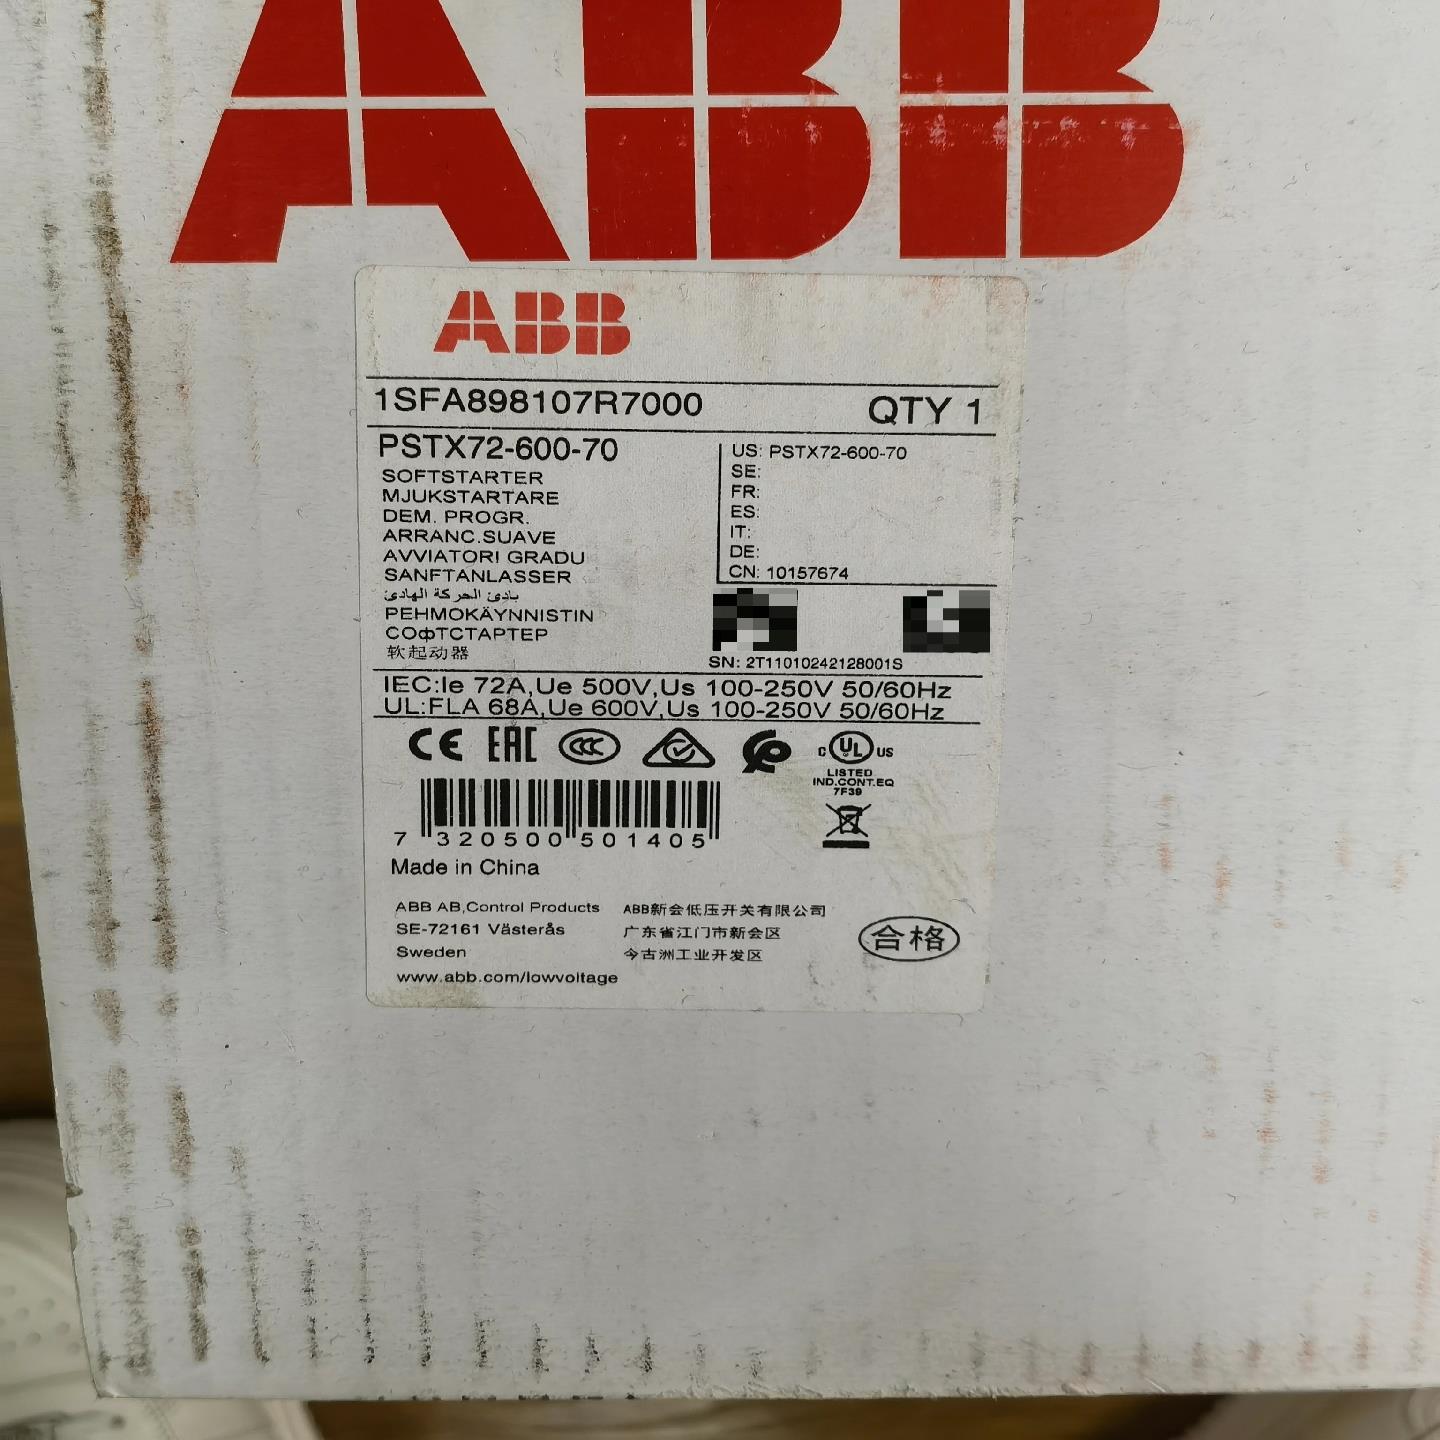 ABB
ABB
1SFA898107R7000 QTY 1
PSTX72-600-70
SOFTSTARTER
MJUKSTARTARE
DEM. PROGR.
ARRANC.SUAVE
AVVIATORI GRADU
SANFTANLASSER
بادئ الحركة الهادئ
PEHMOKÄYNNISTIN
СОфТСТАРТЕР
软起动器
US: PSTX72-600-70
SE:
FR:
ES:
IT:
DE:
CN: 10157674
SN: 2T11010242128001S
IEC:Ie 72A,Ue 500V,Us 100-250V 50/60Hz
UL:FLA 68A,Ue 600V,Us 100-250V 50/60Hz
CE EAC CCC C UL US
LISTED
IND.CONT.EQ
7F39
7 320500 501405
Made in China
ABB AB,Control Products
SE-72161 Västerås
Sweden
www.abb.com/lowvoltage
ABB新会低压开关有限公司
广东省江门市新会区
今古洲工业开发区
合格